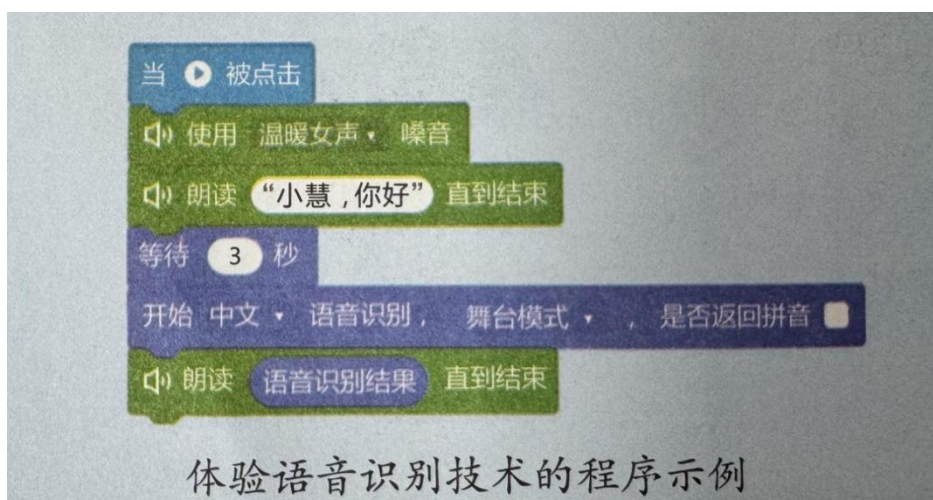 当 被点击
使用 温暖女声 嗓音
朗读 “小慧，你好” 直到结束
等待 3 秒
开始 中文 语音识别， 舞台模式 ， 是否返回拼音
朗读 语音识别结果 直到结束
体验语音识别技术的程序示例